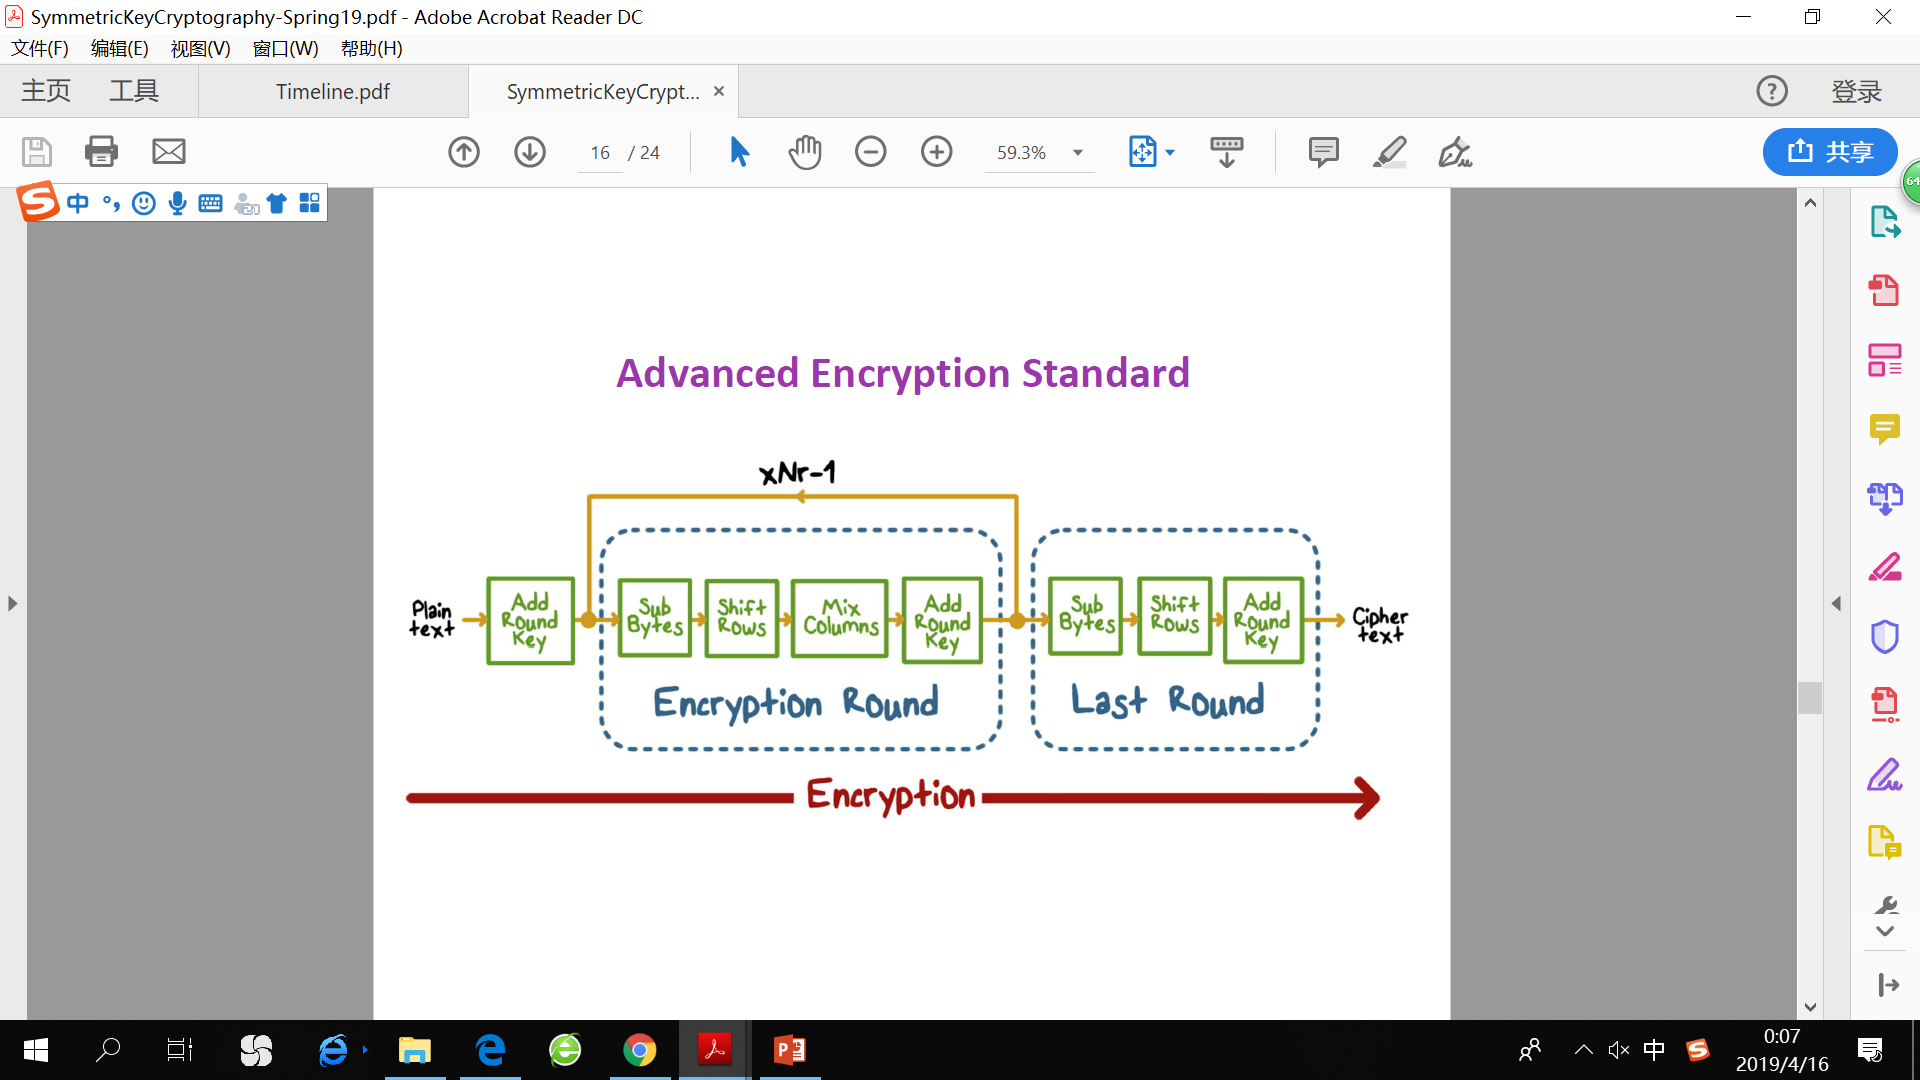 SymmetricKeyCryptography-Spring19.pdf - Adobe Acrobat Reader DC
文件(F) 编辑(E) 视图(V) 窗口(W) 帮助(H)
主页 工具 Timeline.pdf SymmetricKeyCrypt... × ? 登录
16 / 24 59.3% 共享
S 中 °, 64
Advanced Encryption Standard
xNr-1
Plain text
Add Round Key
Sub Bytes
Shift Rows
Mix Columns
Add Round Key
Sub Bytes
Shift Rows
Add Round Key
Cipher text
Encryption Round
Last Round
Encryption
中 S 0:07
2019/4/16